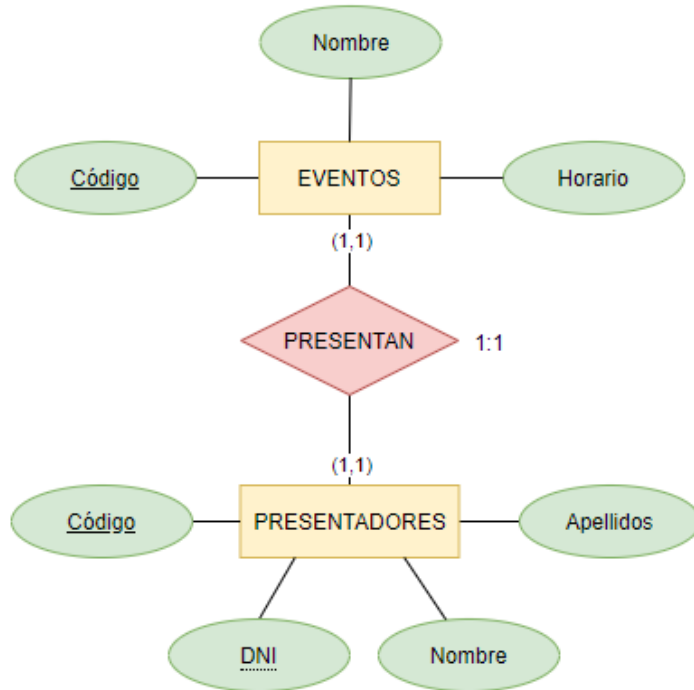 Nombre
Código
EVENTOS
Horario
(1,1)
PRESENTAN
1:1
(1,1)
Código
PRESENTADORES
Apellidos
DNI
Nombre